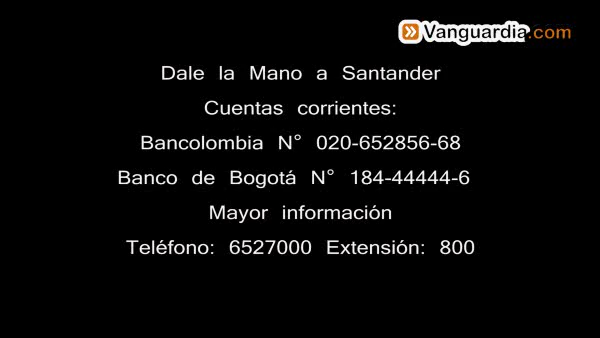 Vanguardia.com
Dale la Mano a Santander
Cuentas corrientes:
Bancolombia N° 020-652856-68
Banco de Bogotá N° 184-44444-6
Mayor información
Teléfono: 6527000 Extensión: 800